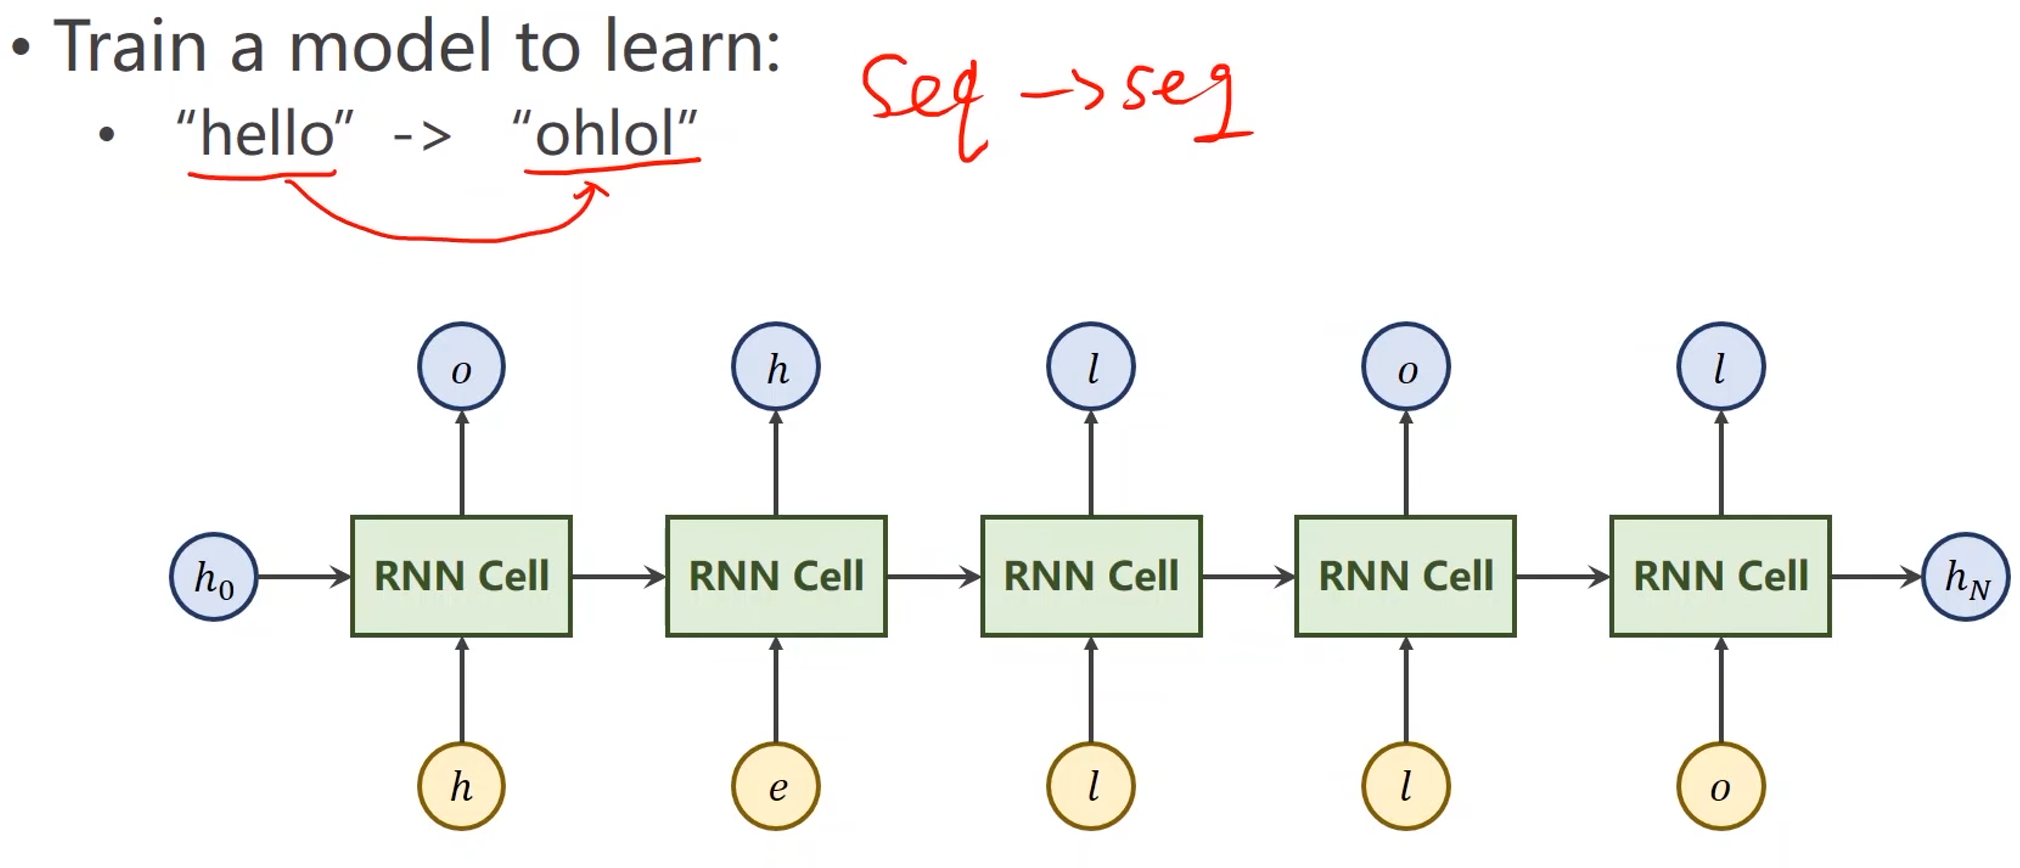 • Train a model to learn:
• “hello” -> “ohlol”
Seq -> seq
o h l o l
h₀ RNN Cell RNN Cell RNN Cell RNN Cell RNN Cell h_N
h e l l o